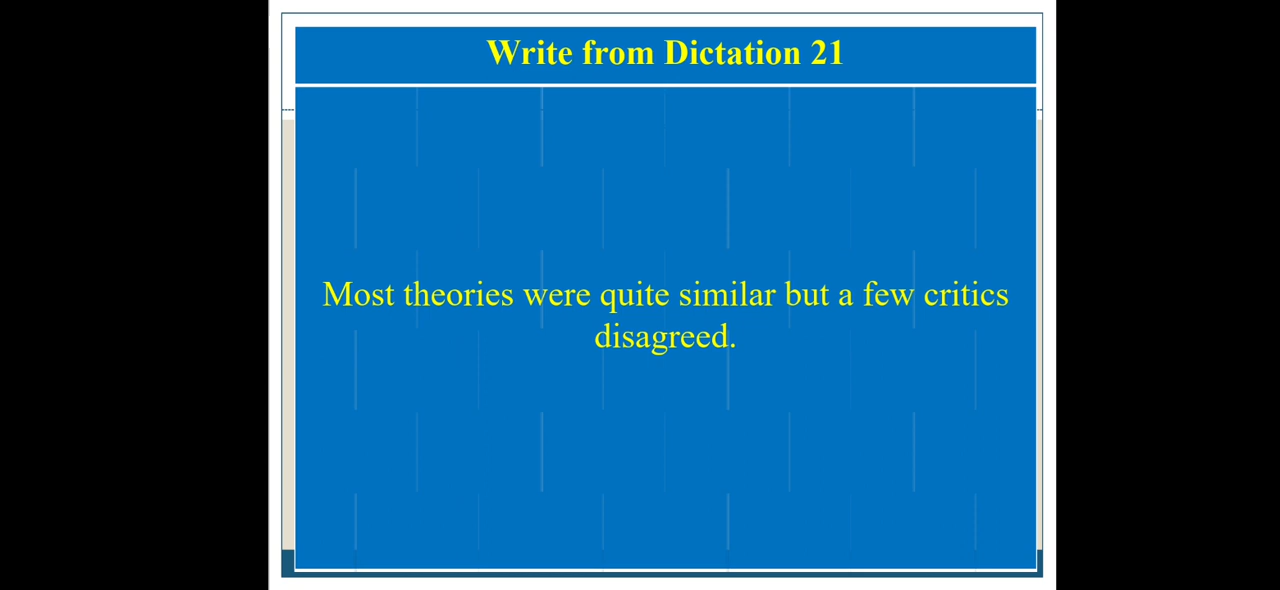 Write from Dictation 21
Most theories were quite similar but a few critics
disagreed.